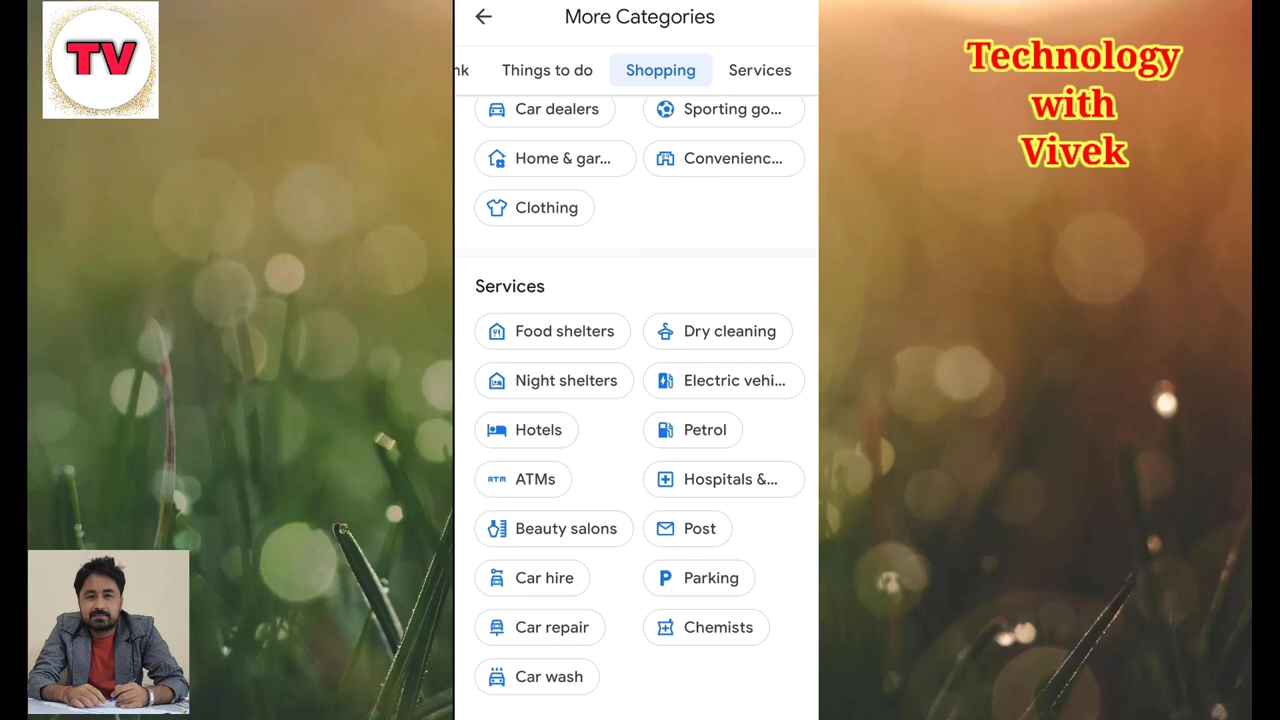 TV
More Categories
nk Things to do Shopping Services
Car dealers Sporting go...
Home & gar... Convenienc...
Clothing
Services
Food shelters Dry cleaning
Night shelters Electric vehi...
Hotels Petrol
ATM ATMs Hospitals &...
Beauty salons Post
Car hire P Parking
Car repair Chemists
Car wash
Technology
with
Vivek